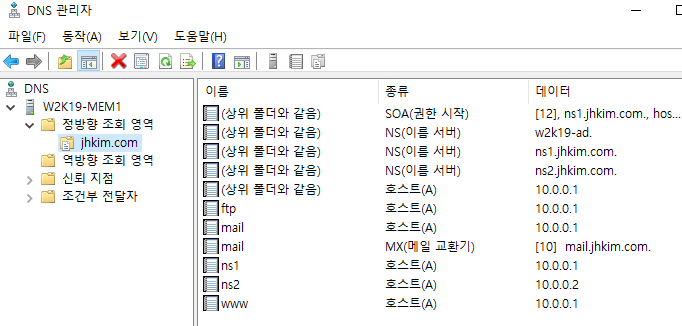 DNS 관리자
파일(F) 동작(A) 보기(V) 도움말(H)
DNS
W2K19-MEM1
정방향 조회 영역
jhkim.com
역방향 조회 영역
신뢰 지점
조건부 전달자
이름 종류 데이터
(상위 폴더와 같음) SOA(권한 시작) [12], ns1.jhkim.com., hos...
(상위 폴더와 같음) NS(이름 서버) w2k19-ad.
(상위 폴더와 같음) NS(이름 서버) ns1.jhkim.com.
(상위 폴더와 같음) NS(이름 서버) ns2.jhkim.com.
(상위 폴더와 같음) 호스트(A) 10.0.0.1
ftp 호스트(A) 10.0.0.1
mail 호스트(A) 10.0.0.1
mail MX(메일 교환기) [10] mail.jhkim.com.
ns1 호스트(A) 10.0.0.1
ns2 호스트(A) 10.0.0.2
www 호스트(A) 10.0.0.1